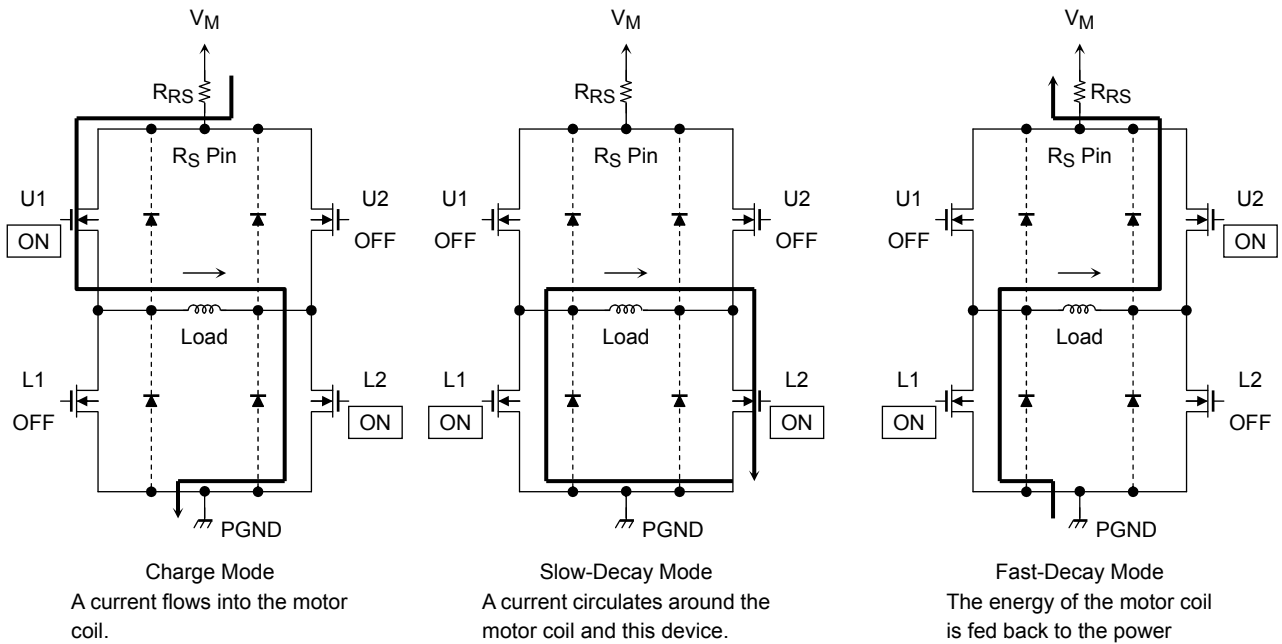 VM
RRS
RS Pin
U1
ON
U2
OFF
Load
L1
OFF
L2
ON
PGND
Charge Mode
A current flows into the motor
coil.
VM
RRS
RS Pin
U1
OFF
U2
OFF
Load
L1
ON
L2
ON
PGND
Slow-Decay Mode
A current circulates around the
motor coil and this device.
VM
RRS
RS Pin
U1
OFF
U2
ON
Load
L1
ON
L2
OFF
PGND
Fast-Decay Mode
The energy of the motor coil
is fed back to the power